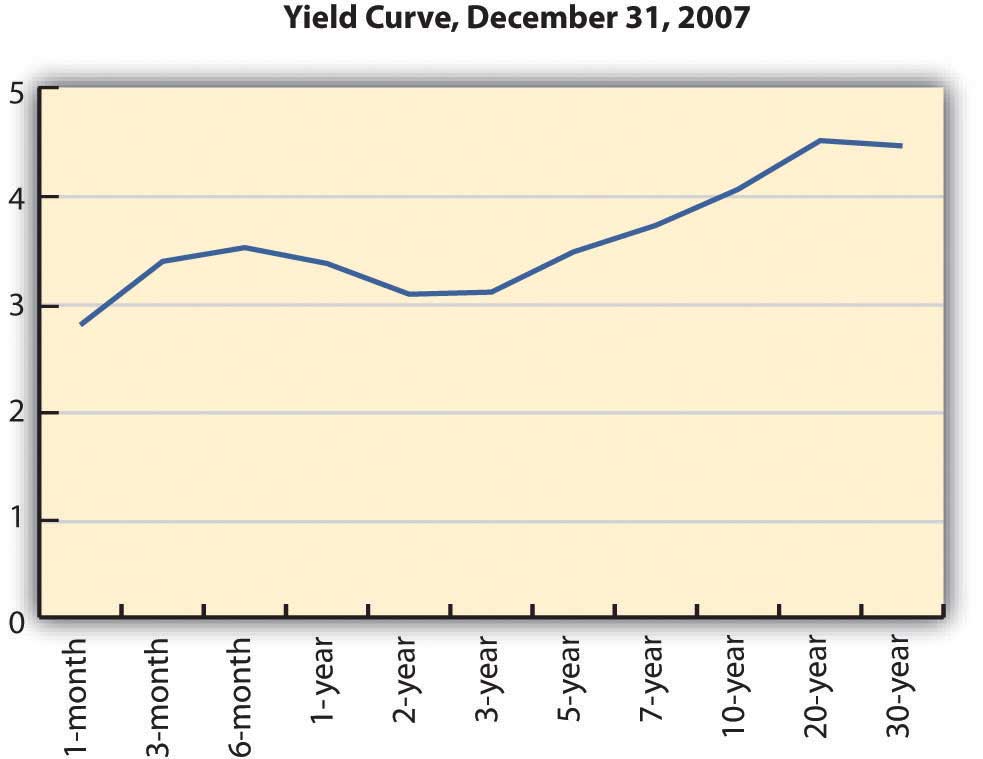 Yield Curve, December 31, 2007
5
4
3
2
1
0
1-month
3-month
6-month
1-year
2-year
3-year
5-year
7-year
10-year
20-year
30-year